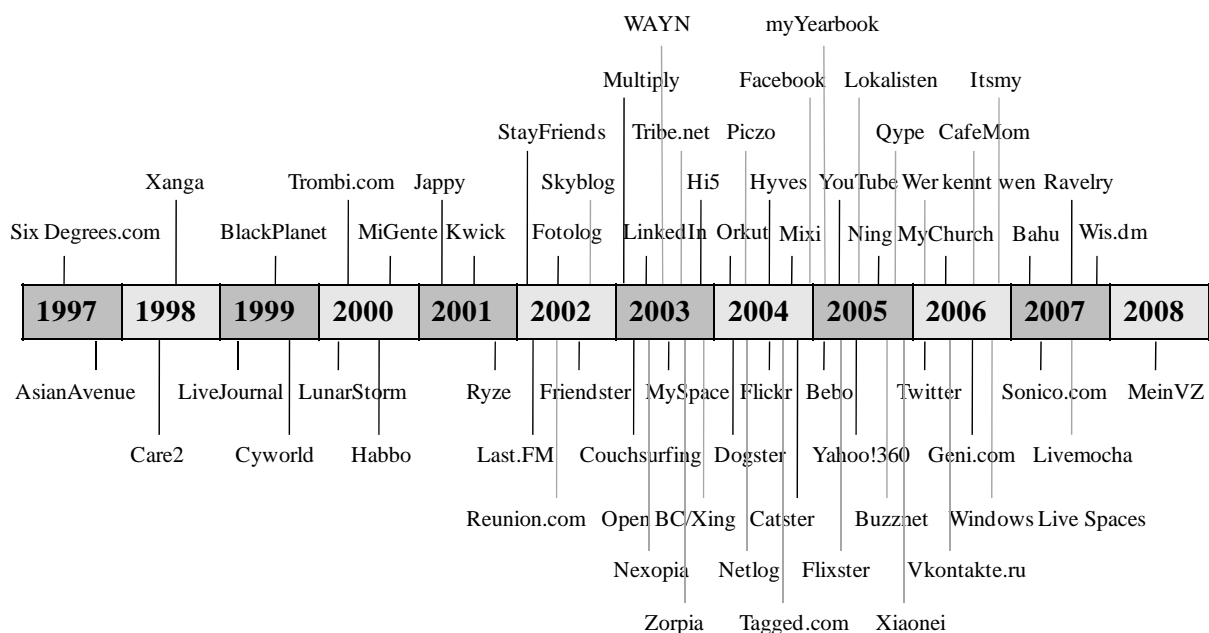 WAYN myYearbook
Multiply Facebook Lokalisten Itsmy
StayFriends Tribe.net Piczo Qype CafeMom
Xanga Trombi.com Jappy Skyblog Hi5 Hyves YouTube Wer kennt wen Ravelry
Six Degrees.com BlackPlanet MiGente Kwick Fotolog LinkedIn Orkut Mixi Ning MyChurch Bahu Wis.dm
1997 1998 1999 2000 2001 2002 2003 2004 2005 2006 2007 2008
AsianAvenue LiveJournal LunarStorm Ryze Friendster MySpace Flickr Bebo Twitter Sonico.com MeinVZ
Care2 Cyworld Habbo Last.FM Couchsurfing Dogster Yahoo!360 Geni.com Livemocha
Reunion.com Open BC/Xing Catster Buzznet Windows Live Spaces
Nexopia Netlog Flixster Vkontakte.ru
Zorpia Tagged.com Xiaonei